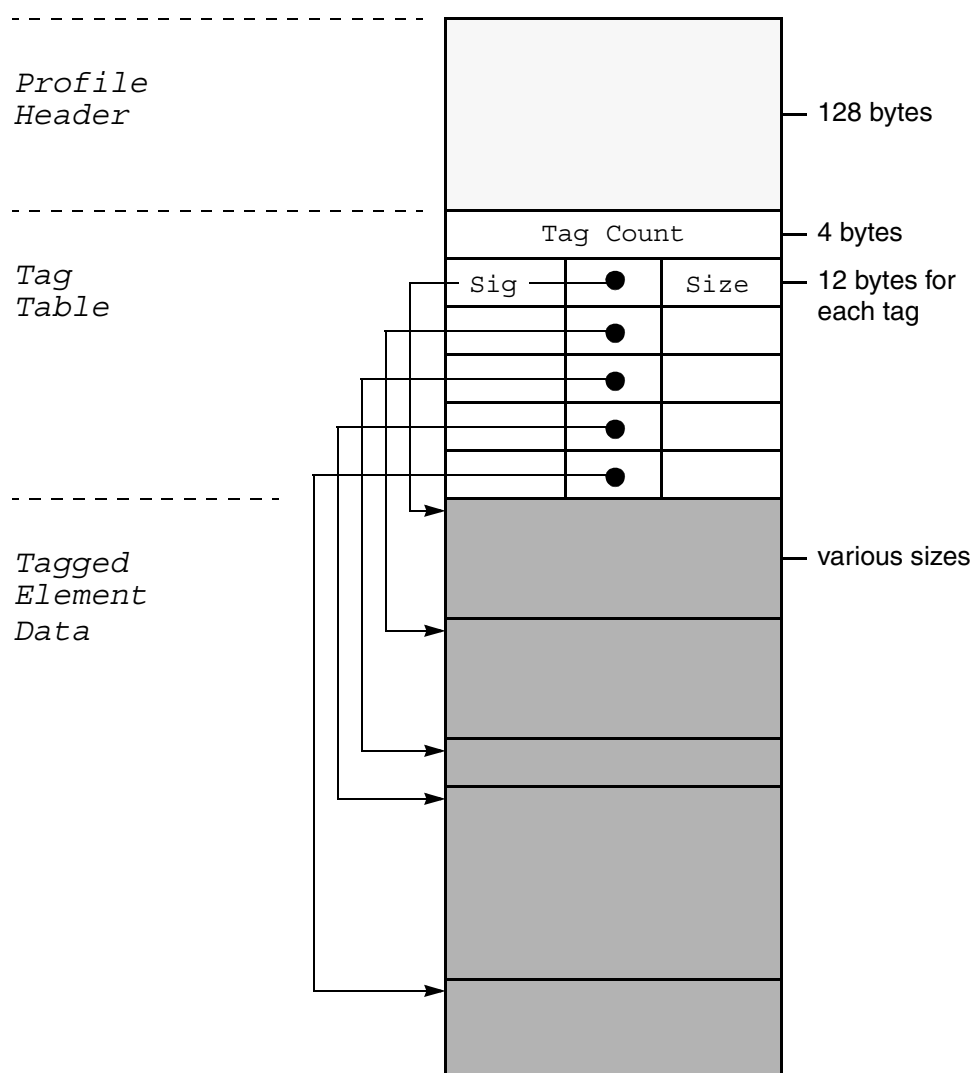 Profile
Header
128 bytes
Tag Count
4 bytes
Tag
Table
Sig
Size
12 bytes for
each tag
Tagged
Element
Data
various sizes